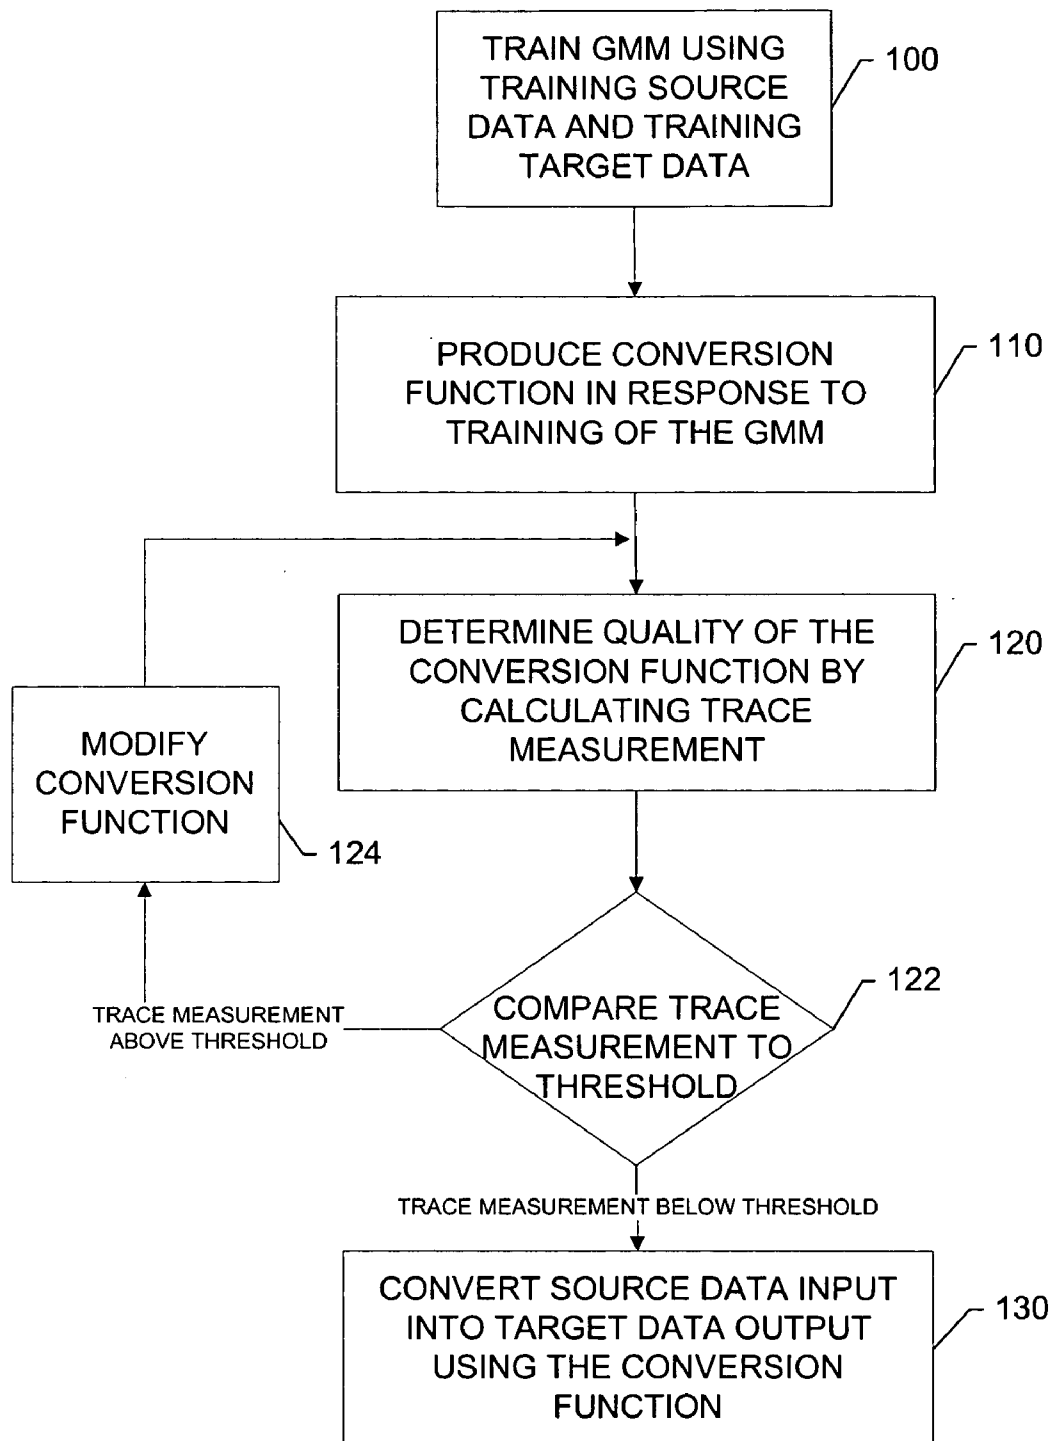 TRAIN GMM USING
TRAINING SOURCE
DATA AND TRAINING
TARGET DATA
100
PRODUCE CONVERSION
FUNCTION IN RESPONSE TO
TRAINING OF THE GMM
110
DETERMINE QUALITY OF THE
CONVERSION FUNCTION BY
CALCULATING TRACE
MEASUREMENT
120
MODIFY
CONVERSION
FUNCTION
124
TRACE MEASUREMENT
ABOVE THRESHOLD
COMPARE TRACE
MEASUREMENT TO
THRESHOLD
122
TRACE MEASUREMENT BELOW THRESHOLD
CONVERT SOURCE DATA INPUT
INTO TARGET DATA OUTPUT
USING THE CONVERSION
FUNCTION
130